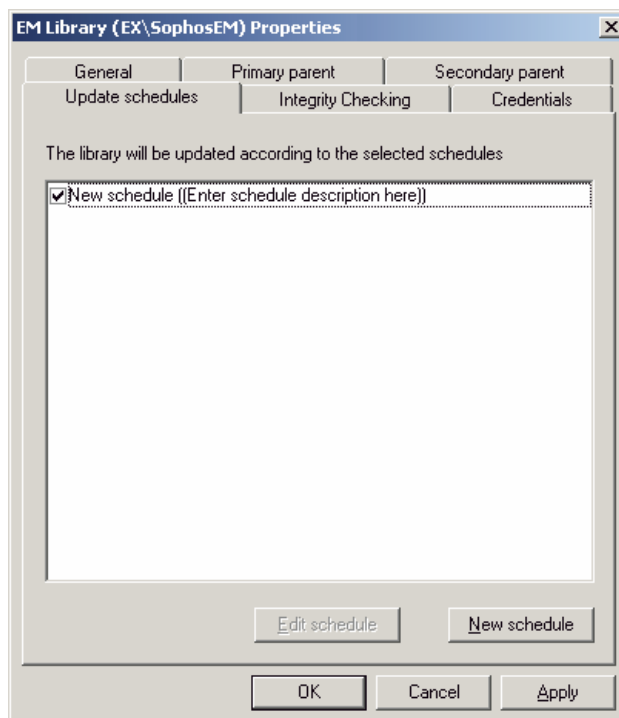 EM Library (EX\SophosEM) Properties
General Primary parent Secondary parent
Update schedules Integrity Checking Credentials
The library will be updated according to the selected schedules
New schedule ((Enter schedule description here))
Edit schedule New schedule
OK Cancel Apply